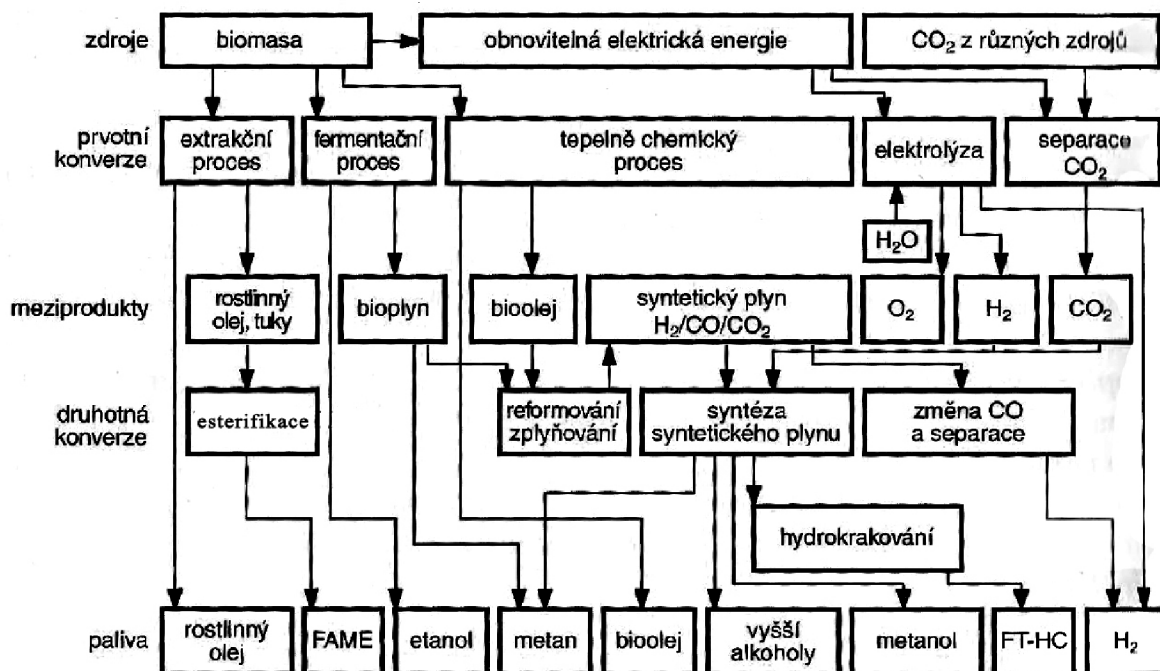 zdroje
biomasa
obnovitelná elektrická energie
CO₂ z různých zdrojů
prvotní
konverze
extrakční
proces
fermentační
proces
tepelně chemický
proces
elektrolýza
separace
CO₂
H₂O
meziprodukty
rostlinný
olej, tuky
bioplyn
bioolej
syntetický plyn
H₂/CO/CO₂
O₂
H₂
CO₂
druhotná
konverze
esterifikace
reformování
zplyňování
syntéza
syntetického plynu
změna CO
a separace
hydrokrakování
paliva
rostlinný
olej
FAME
etanol
metan
bioolej
vyšší
alkoholy
metanol
FT-HC
H₂